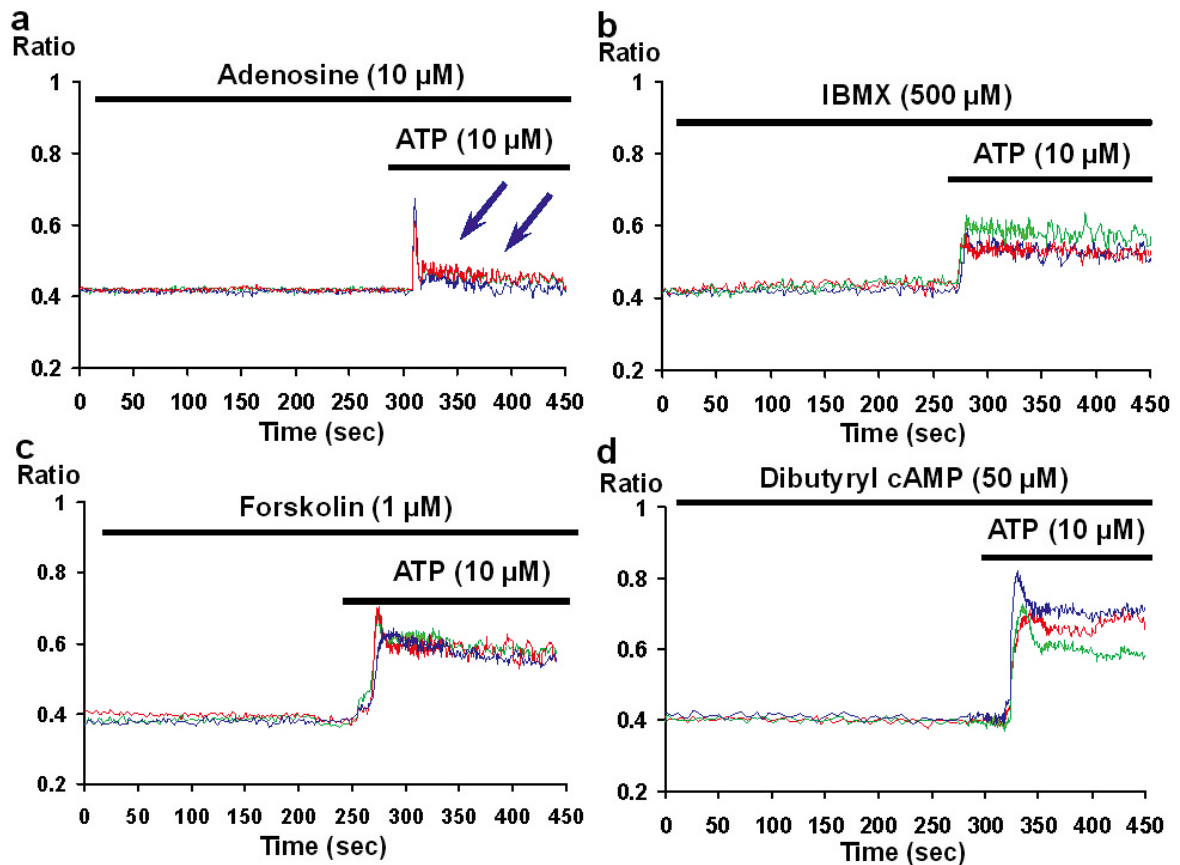 a
Ratio
Adenosine (10 µM)
ATP (10 µM)
1
0.8
0.6
0.4
0.2
0 50 100 150 200 250 300 350 400 450
Time (sec)
b
Ratio
IBMX (500 µM)
ATP (10 µM)
1
0.8
0.6
0.4
0.2
0 50 100 150 200 250 300 350 400 450
Time (sec)
c
Ratio
Forskolin (1 µM)
ATP (10 µM)
1
0.8
0.6
0.4
0.2
0 50 100 150 200 250 300 350 400 450
Time (sec)
d
Ratio
Dibutyryl cAMP (50 µM)
ATP (10 µM)
1
0.8
0.6
0.4
0.2
0 50 100 150 200 250 300 350 400 450
Time (sec)